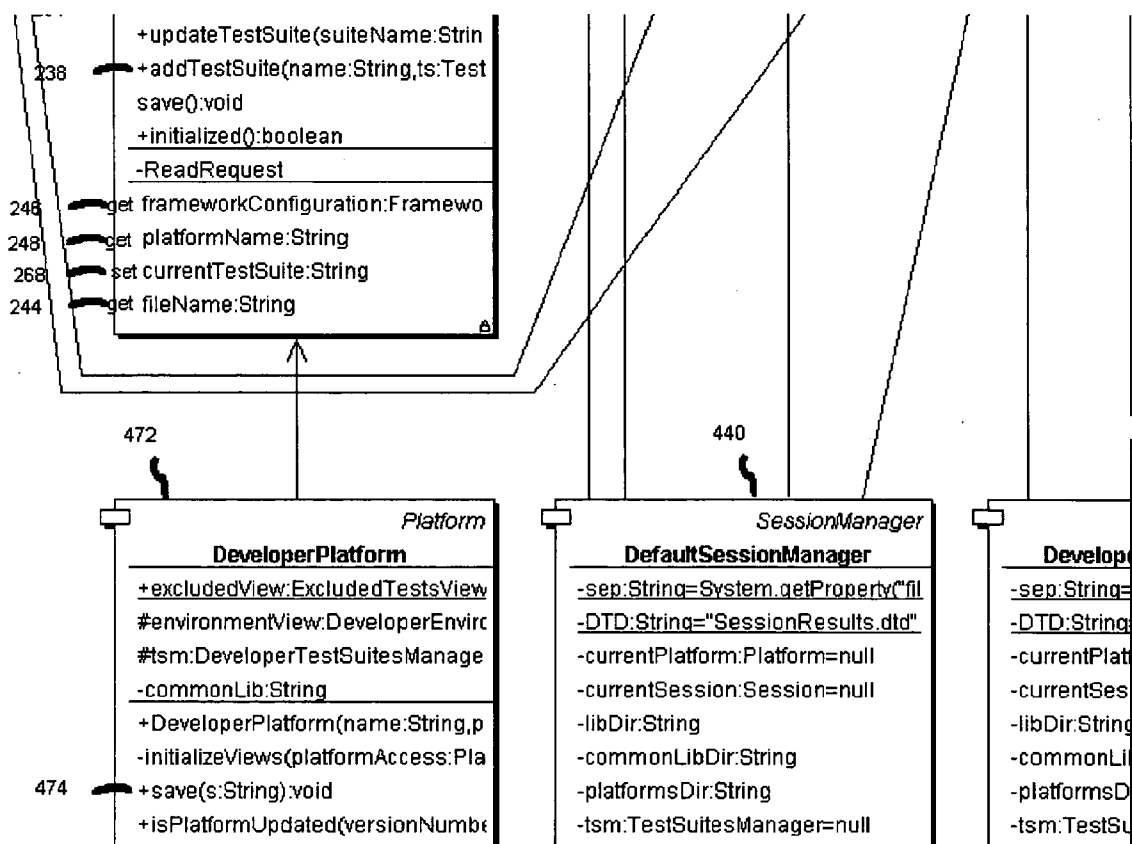 +updateTestSuite(suiteName:Strin
238 +addTestSuite(name:String,ts:Test
save():void
+initialized():boolean
-ReadRequest
246 get frameworkConfiguration:Framewo
248 get platformName:String
268 set currentTestSuite:String
244 get fileName:String
472
440
Platform
DeveloperPlatform
+excludedView:ExcludedTestsView
#environmentView:DeveloperEnviro
#tsm:DeveloperTestSuitesManage
-commonLib:String
+DeveloperPlatform(name:String,p
-initializeViews(platformAccess:Pla
474 +save(s:String):void
+isPlatformUpdated(versionNumbe
SessionManager
DefaultSessionManager
-sep:String=System.getProperty("fil
-DTD:String="SessionResults.dtd"
-currentPlatform:Platform=null
-currentSession:Session=null
-libDir:String
-commonLibDir:String
-platformsDir:String
-tsm:TestSuitesManager=null
Develope
-sep:String=
-DTD:String
-currentPlatf
-currentSes
-libDir:String
-commonLi
-platformsD
-tsm:TestSu